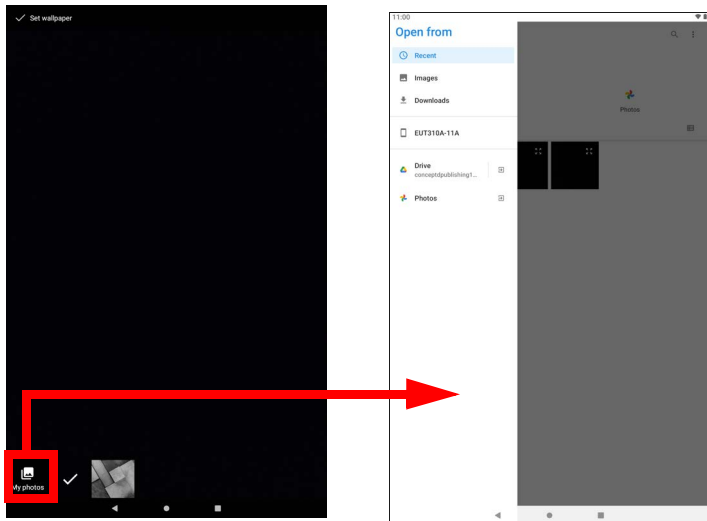 Set wallpaper
My photos
11:00
Open from
Recent
Images
Downloads
EUT310A-11A
Drive
conceptdpublishing1...
Photos
Photos